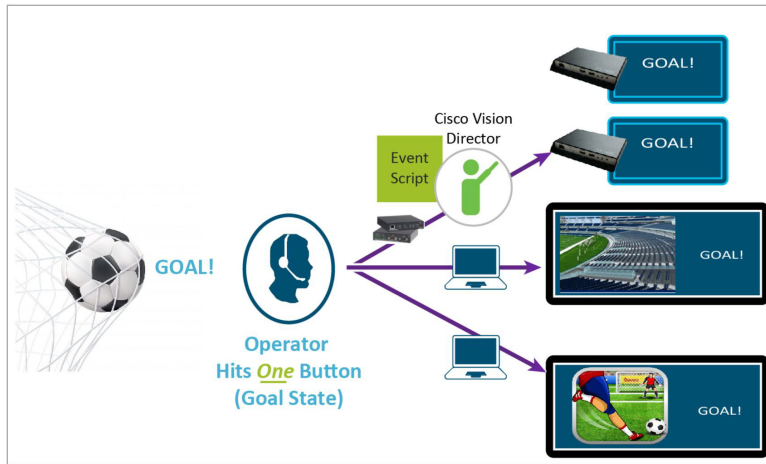 GOAL!
Operator
Hits One Button
(Goal State)
Event
Script
Cisco Vision
Director
GOAL!
GOAL!
GOAL!
GOAL!